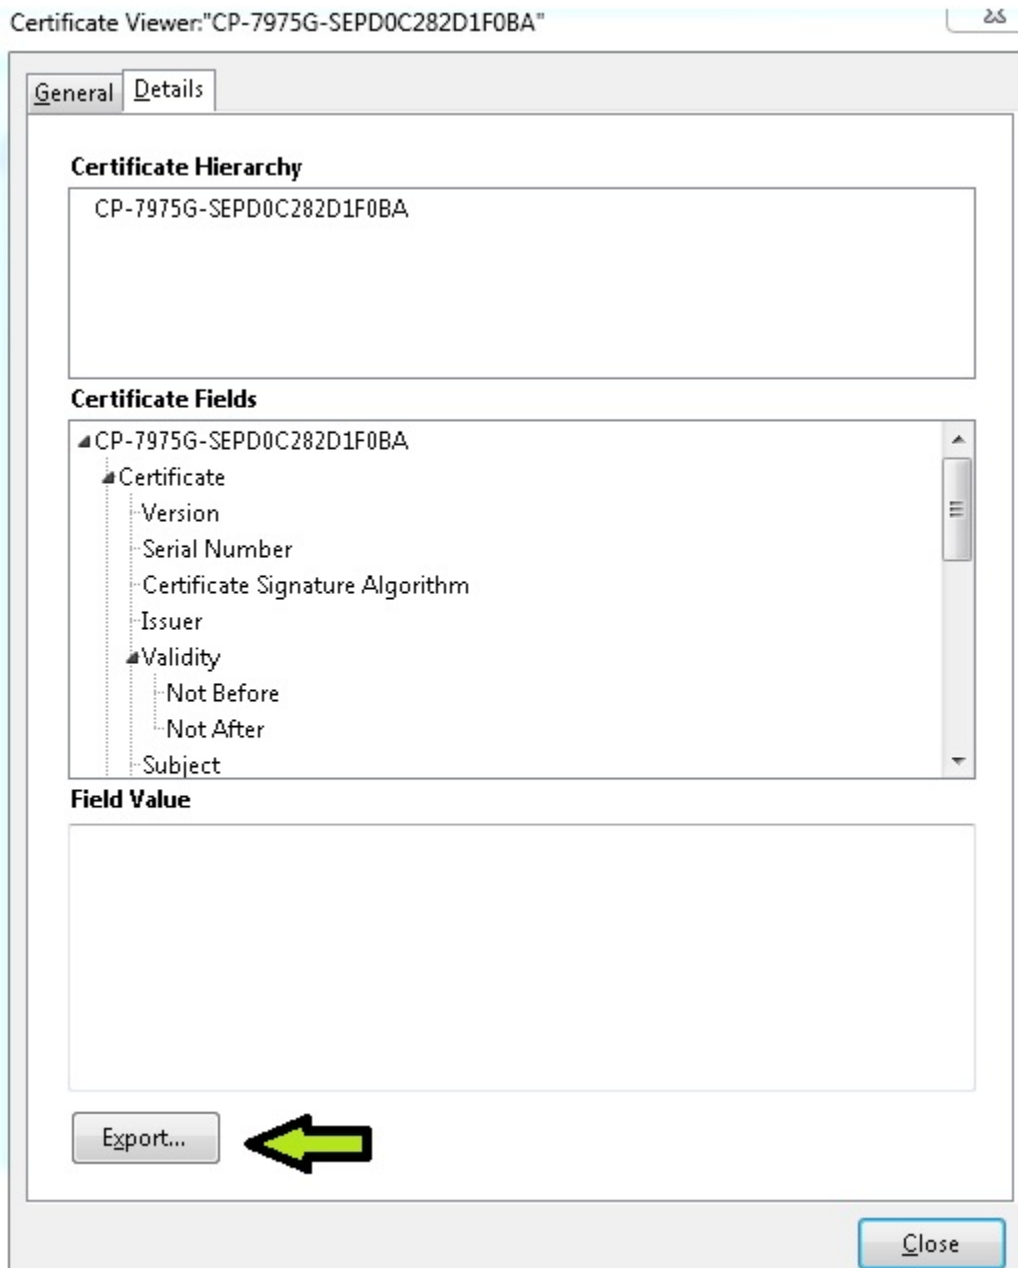 Certificate Viewer:"CP-7975G-SEPD0C282D1F0BA"
General Details
Certificate Hierarchy
CP-7975G-SEPD0C282D1F0BA
Certificate Fields
CP-7975G-SEPD0C282D1F0BA
Certificate
Version
Serial Number
Certificate Signature Algorithm
Issuer
Validity
Not Before
Not After
Subject
Field Value
Export...
Close